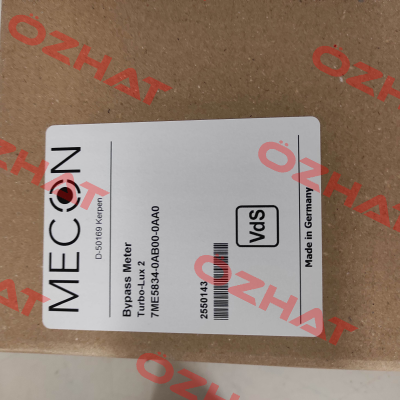 MECON
D-50169 Kerpen
Bypass Meter
Turbo-Lux 2
7ME5834-0AB00-0AA0
2550143
VdS
Made in Germany
ÖZHAT
ÖZHAT
ÖZHAT
ÖZHAT
ÖZHAT
ÖZHAT